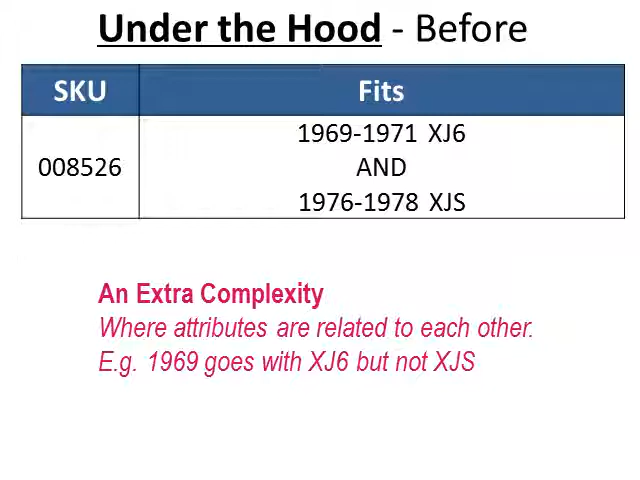 Under the Hood - Before
SKU Fits
1969-1971 XJ6
008526 AND
1976-1978 XJS
An Extra Complexity
Where attributes are related to each other.
E.g. 1969 goes with XJ6 but not XJS